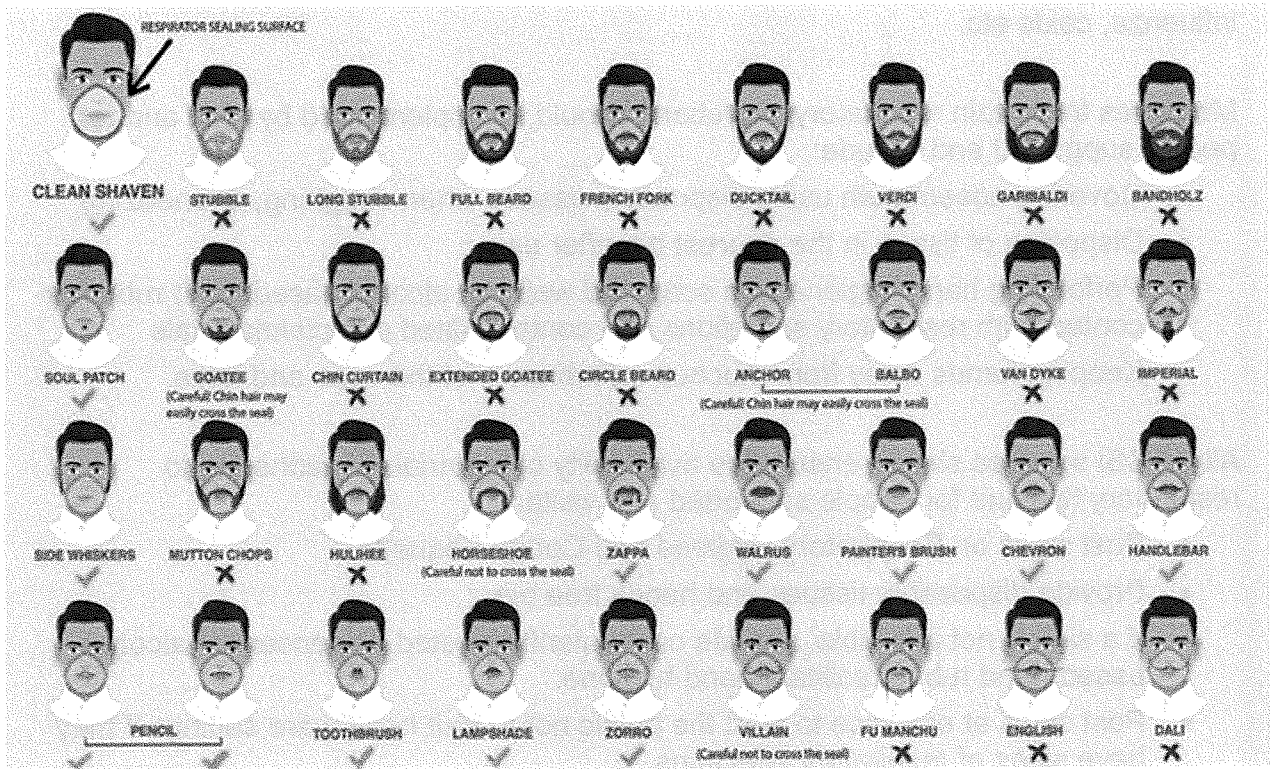 RESPIRATOR SEALING SURFACE
CLEAN SHAVEN
STUBBLE
LONG STUBBLE
FULL BEARD
FRENCH FORK
DUCKTAIL
VERDI
GARIBALDI
BANDHOLZ
SOUL PATCH
GOATEE
(Careful! Chin hair may
easily cross the seal)
CHIN CURTAIN
EXTENDED GOATEE
CIRCLE BEARD
ANCHOR
BALBO
(Careful! Chin hair may easily cross the seal)
VAN DYKE
IMPERIAL
SIDE WHISKERS
MUTTON CHOPS
HULIHEE
HORSESHOE
(Careful not to cross the seal)
ZAPPA
WALRUS
PAINTER'S BRUSH
CHEVRON
HANDLEBAR
PENCIL
TOOTHBRUSH
LAMPSHADE
ZORRO
VILLAIN
(Careful not to cross the seal)
FU MANCHU
ENGLISH
DALI